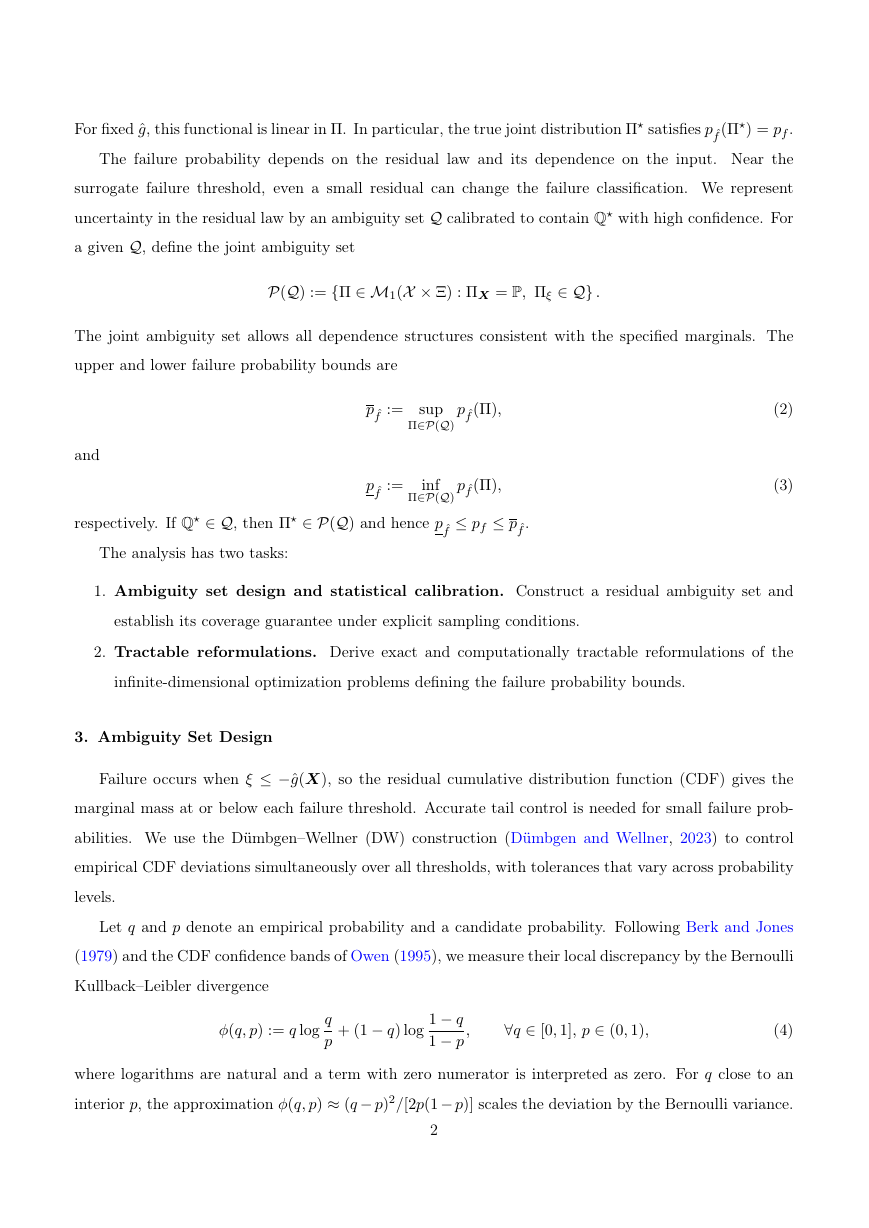 For fixed ĝ, this functional is linear in Π. In particular, the true joint distribution Π⋆ satisfies p_f̂(Π⋆) = p_f.
The failure probability depends on the residual law and its dependence on the input. Near the
surrogate failure threshold, even a small residual can change the failure classification. We represent
uncertainty in the residual law by an ambiguity set 𝒬 calibrated to contain ℚ⋆ with high confidence. For
a given 𝒬, define the joint ambiguity set
𝒫(𝒬) := {Π ∈ ℳ₁(𝒳 × Ξ) : Π_𝑿 = ℙ, Π_ξ ∈ 𝒬} .
The joint ambiguity set allows all dependence structures consistent with the specified marginals. The
upper and lower failure probability bounds are
p̅_f̂ := sup_{Π∈𝒫(𝒬)} p_f̂(Π), (2)
and
p̲_f̂ := inf_{Π∈𝒫(𝒬)} p_f̂(Π), (3)
respectively. If ℚ⋆ ∈ 𝒬, then Π⋆ ∈ 𝒫(𝒬) and hence p̲_f̂ ≤ p_f ≤ p̅_f̂.
The analysis has two tasks:
1. Ambiguity set design and statistical calibration. Construct a residual ambiguity set and
establish its coverage guarantee under explicit sampling conditions.
2. Tractable reformulations. Derive exact and computationally tractable reformulations of the
infinite-dimensional optimization problems defining the failure probability bounds.
3. Ambiguity Set Design
Failure occurs when ξ ≤ −ĝ(𝑿), so the residual cumulative distribution function (CDF) gives the
marginal mass at or below each failure threshold. Accurate tail control is needed for small failure prob-
abilities. We use the Dümbgen–Wellner (DW) construction (Dümbgen and Wellner, 2023) to control
empirical CDF deviations simultaneously over all thresholds, with tolerances that vary across probability
levels.
Let q and p denote an empirical probability and a candidate probability. Following Berk and Jones
(1979) and the CDF confidence bands of Owen (1995), we measure their local discrepancy by the Bernoulli
Kullback–Leibler divergence
ϕ(q, p) := q log q/p + (1 − q) log (1 − q)/(1 − p), ∀q ∈ [0, 1], p ∈ (0, 1), (4)
where logarithms are natural and a term with zero numerator is interpreted as zero. For q close to an
interior p, the approximation ϕ(q, p) ≈ (q − p)²/[2p(1 − p)] scales the deviation by the Bernoulli variance.
2